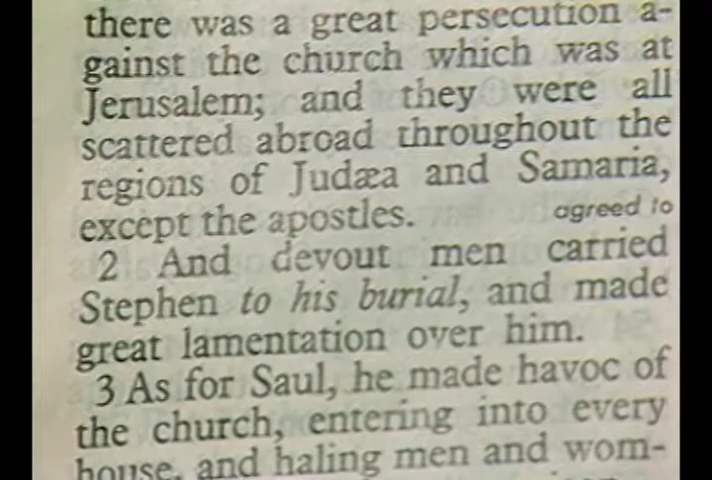 there was a great persecution a-
gainst the church which was at
Jerusalem; and they were all
scattered abroad throughout the
regions of Judæa and Samaria,
except the apostles. agreed to
2 And devout men carried
Stephen to his burial, and made
great lamentation over him.
3 As for Saul, he made havoc of
the church, entering into every
house, and haling men and wom-